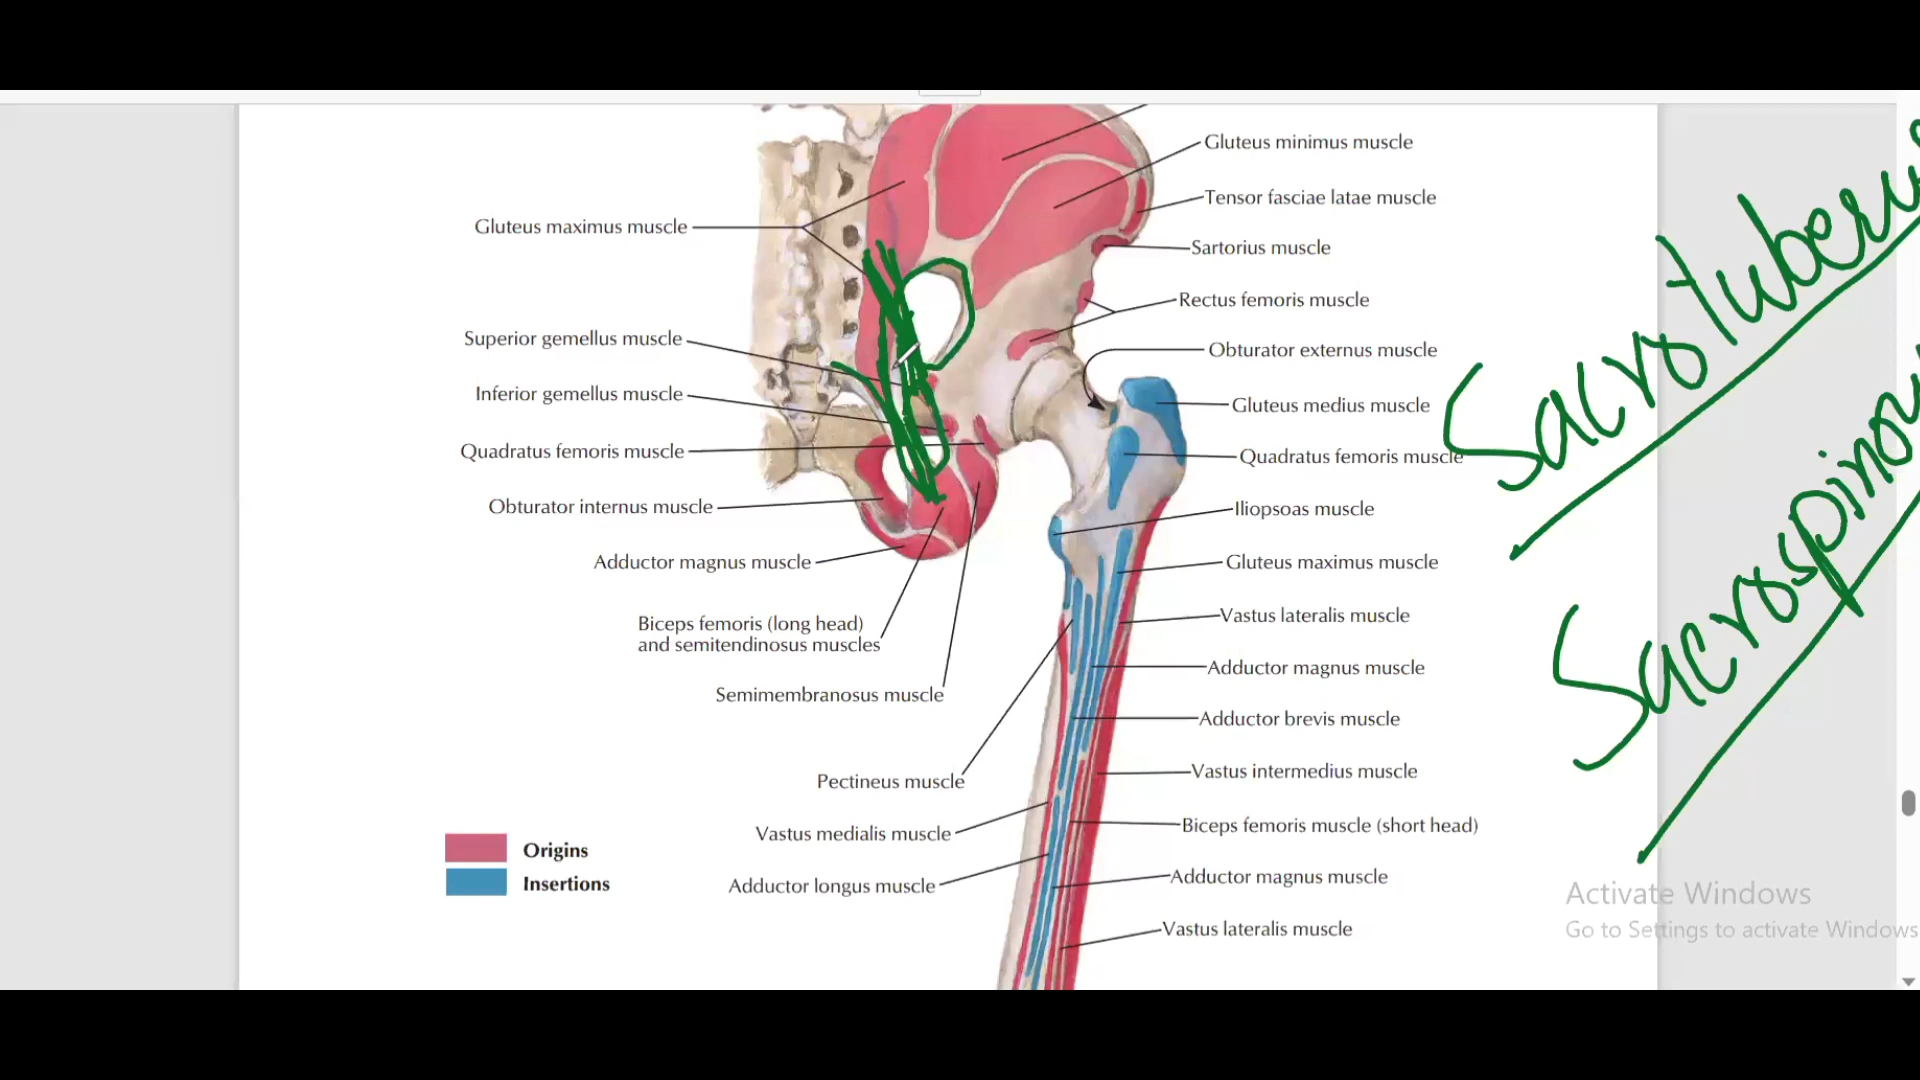 Gluteus minimus muscle
Tensor fasciae latae muscle
Gluteus maximus muscle
Sartorius muscle
Rectus femoris muscle
Superior gemellus muscle
Obturator externus muscle
Inferior gemellus muscle
Gluteus medius muscle
Quadratus femoris muscle
Quadratus femoris muscle
Obturator internus muscle
Iliopsoas muscle
Adductor magnus muscle
Gluteus maximus muscle
Biceps femoris (long head)
and semitendinosus muscles
Vastus lateralis muscle
Adductor magnus muscle
Semimembranosus muscle
Adductor brevis muscle
Pectineus muscle
Vastus intermedius muscle
Vastus medialis muscle
Biceps femoris muscle (short head)
Adductor longus muscle
Adductor magnus muscle
Vastus lateralis muscle
Origins
Insertions
Sacrotuberu
Sacrospinou
Activate Windows
Go to Settings to activate Windows